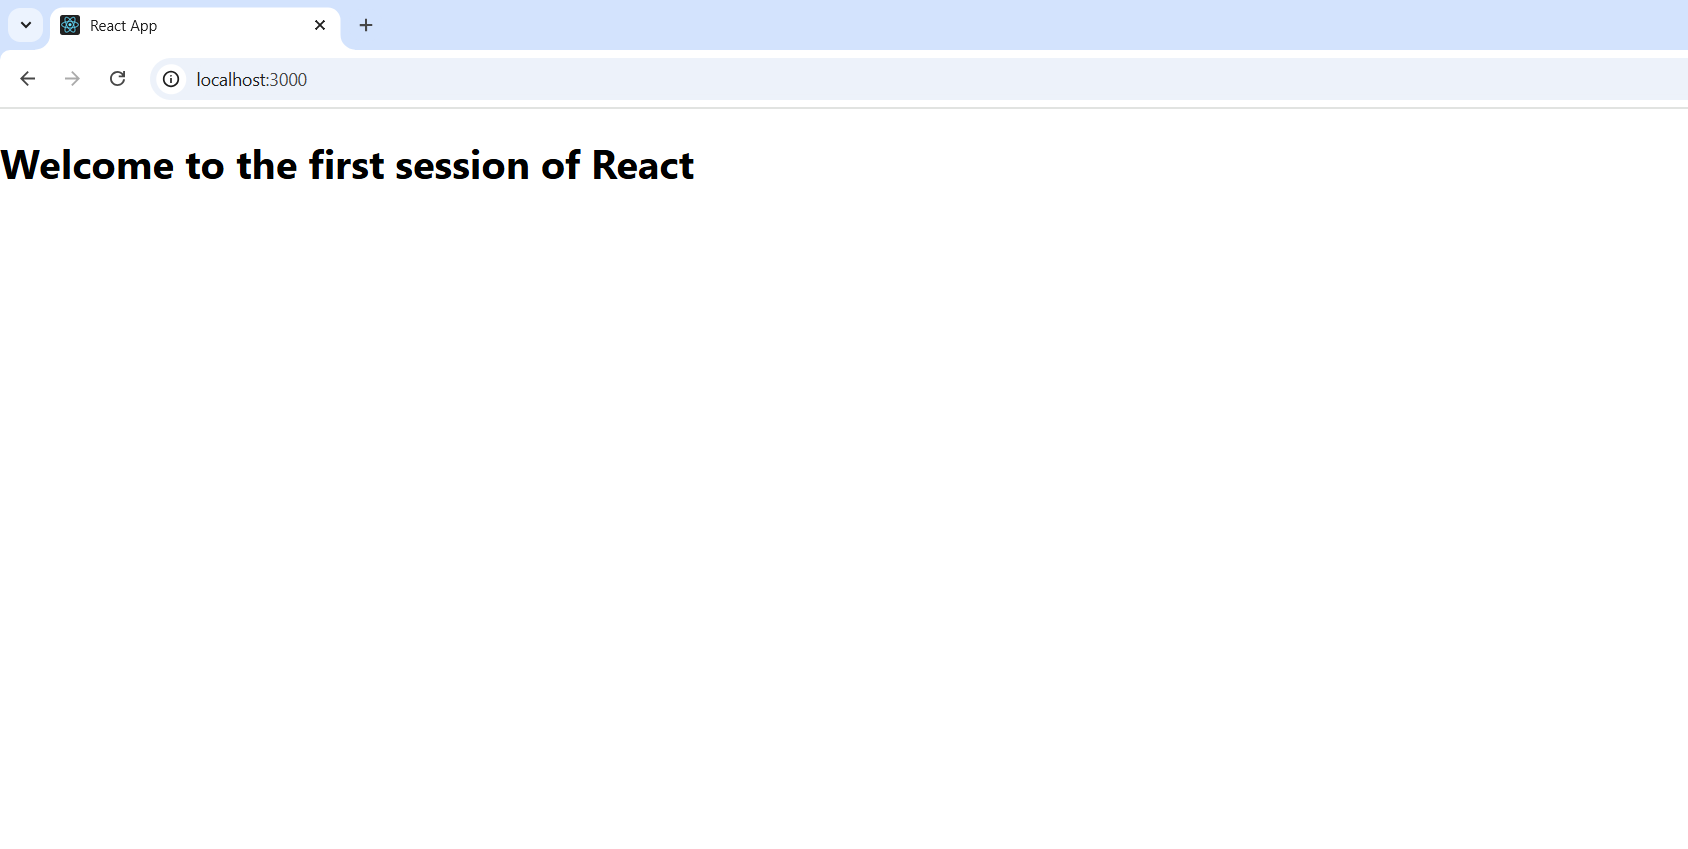 React App
localhost:3000
Welcome to the first session of React